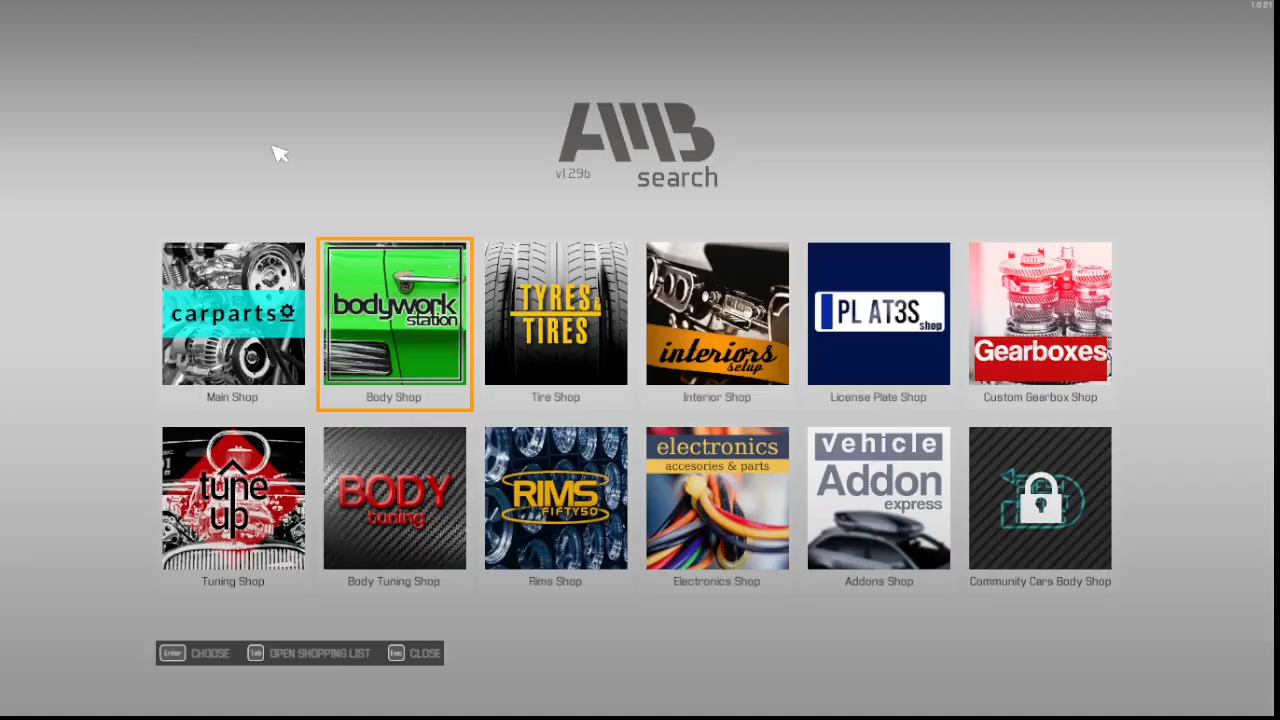 1.0.21
AMB
v1.29b
search
carparts
bodywork
station
TYRES&
TIRES
interiors
setup
PL AT3S
shop
Gearboxes
Main Shop
Body Shop
Tire Shop
Interior Shop
License Plate Shop
Custom Gearbox Shop
tune
up
BODY
tuning
RIMS
FIFTY50
electronics
accesories & parts
Vehicle
Addon
express
Tuning Shop
Body Tuning Shop
Rims Shop
Electronics Shop
Addons Shop
Community Cars Body Shop
Enter CHOOSE Tab OPEN SHOPPING LIST Esc CLOSE